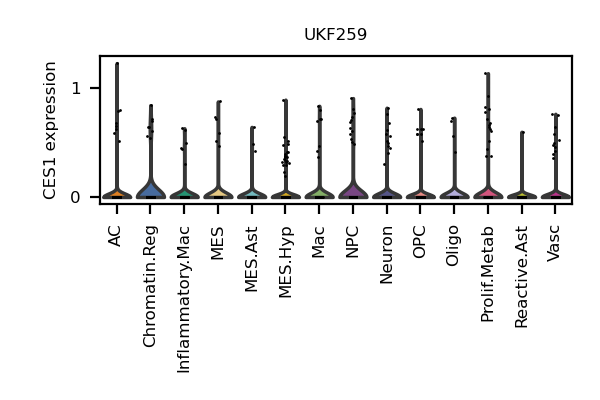 UKF259
CES1 expression
1
0
AC
Chromatin.Reg
Inflammatory.Mac
MES
MES.Ast
MES.Hyp
Mac
NPC
Neuron
OPC
Oligo
Prolif.Metab
Reactive.Ast
Vasc